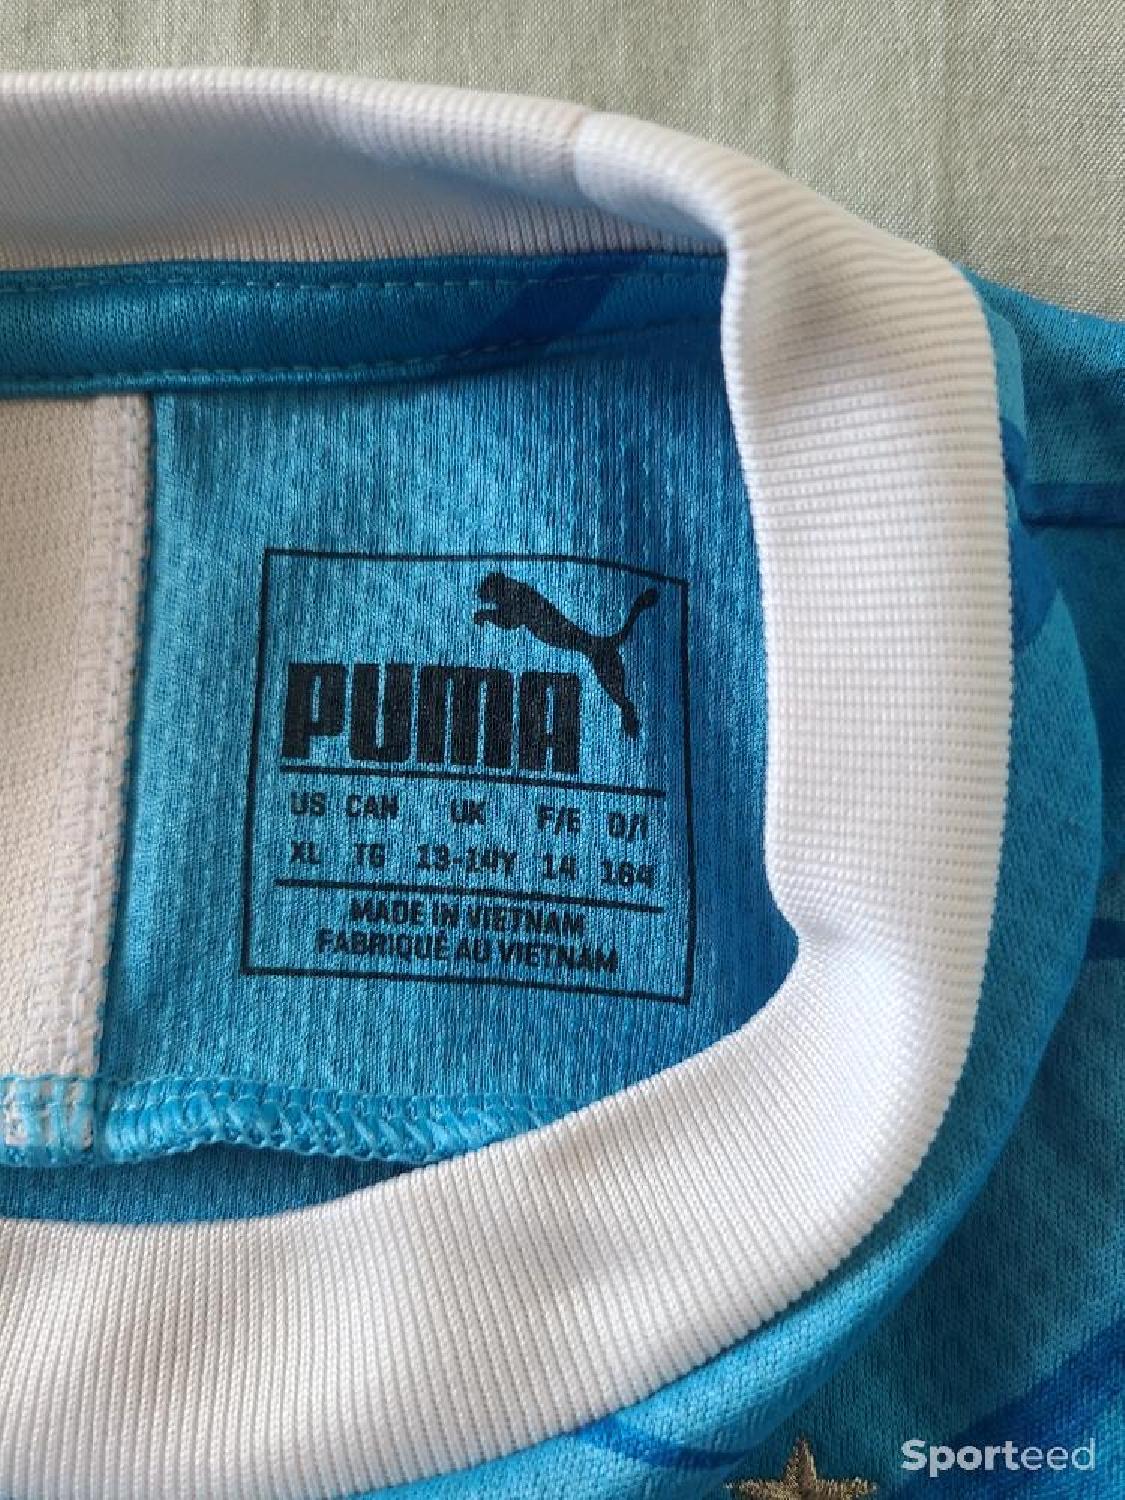 PUMA
US CAN UK F/E D/I
XL TG 13-14Y 14 164
MADE IN VIETNAM
FABRIQUÉ AU VIETNAM
Sporteed